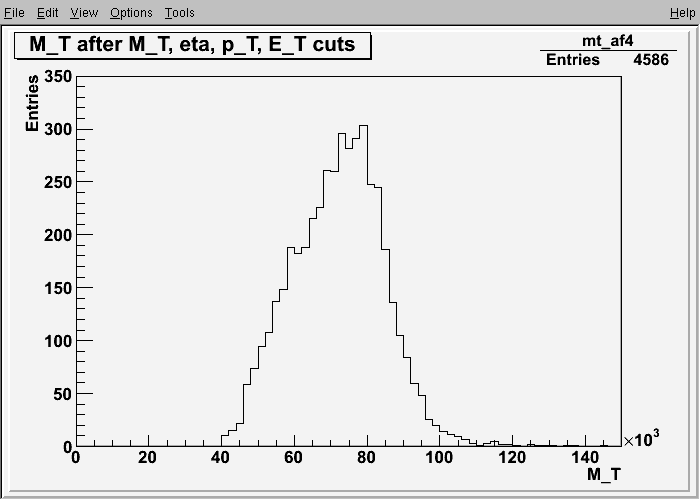 File Edit View Options Tools Help
M_T after M_T, eta, p_T, E_T cuts
mt_af4
Entries 4586
Entries
350
300
250
200
150
100
50
0
0 20 40 60 80 100 120 140
×10³
M_T